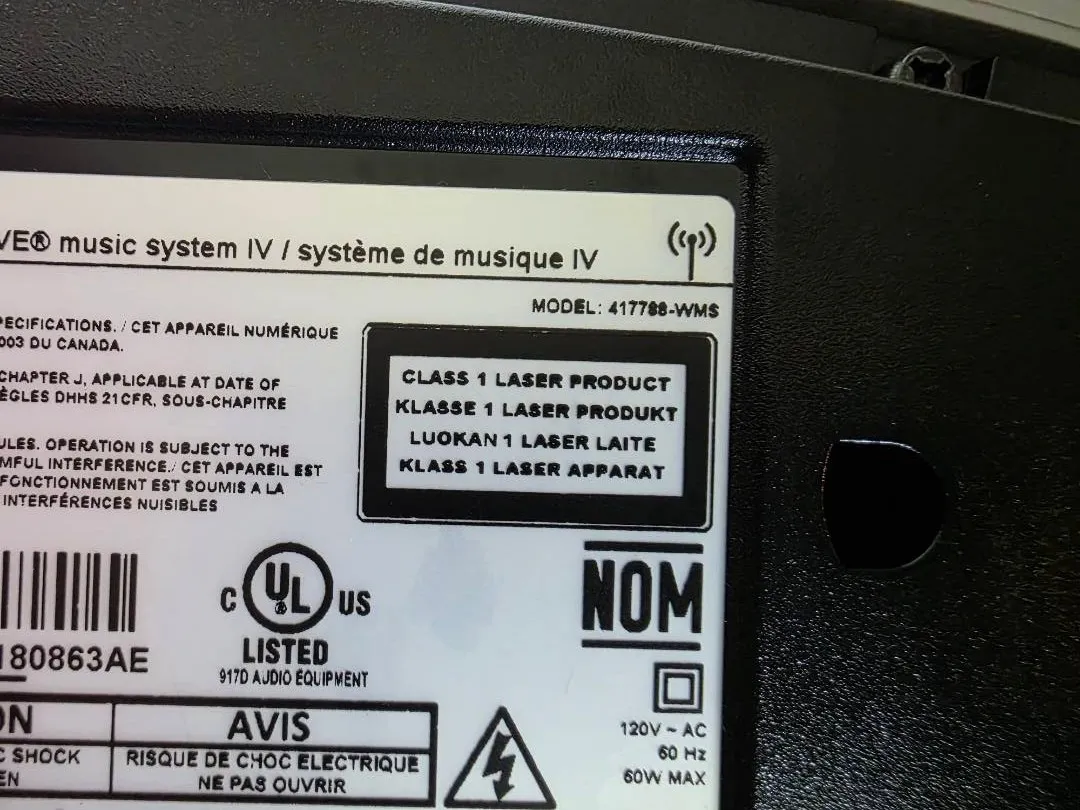 VE® music system IV / système de musique IV
MODEL: 417788-WMS
PECIFICATIONS. / CET APPAREIL NUMÉRIQUE
003 DU CANADA.
CHAPTER J, APPLICABLE AT DATE OF
ÈGLES DHHS 21CFR, SOUS-CHAPITRE
ULES. OPERATION IS SUBJECT TO THE
MFUL INTERFERENCE. / CET APPAREIL EST
FONCTIONNEMENT EST SOUMIS A LA
INTERFÉRENCES NUISIBLES
CLASS 1 LASER PRODUCT
KLASSE 1 LASER PRODUKT
LUOKAN 1 LASER LAITE
KLASS 1 LASER APPARAT
180863AE
C UL US
®
LISTED
917D AUDIO EQUIPMENT
NOM
120V ~ AC
60 Hz
60W MAX
ON
AVIS
C SHOCK
EN
RISQUE DE CHOC ELECTRIQUE
NE PAS OUVRIR